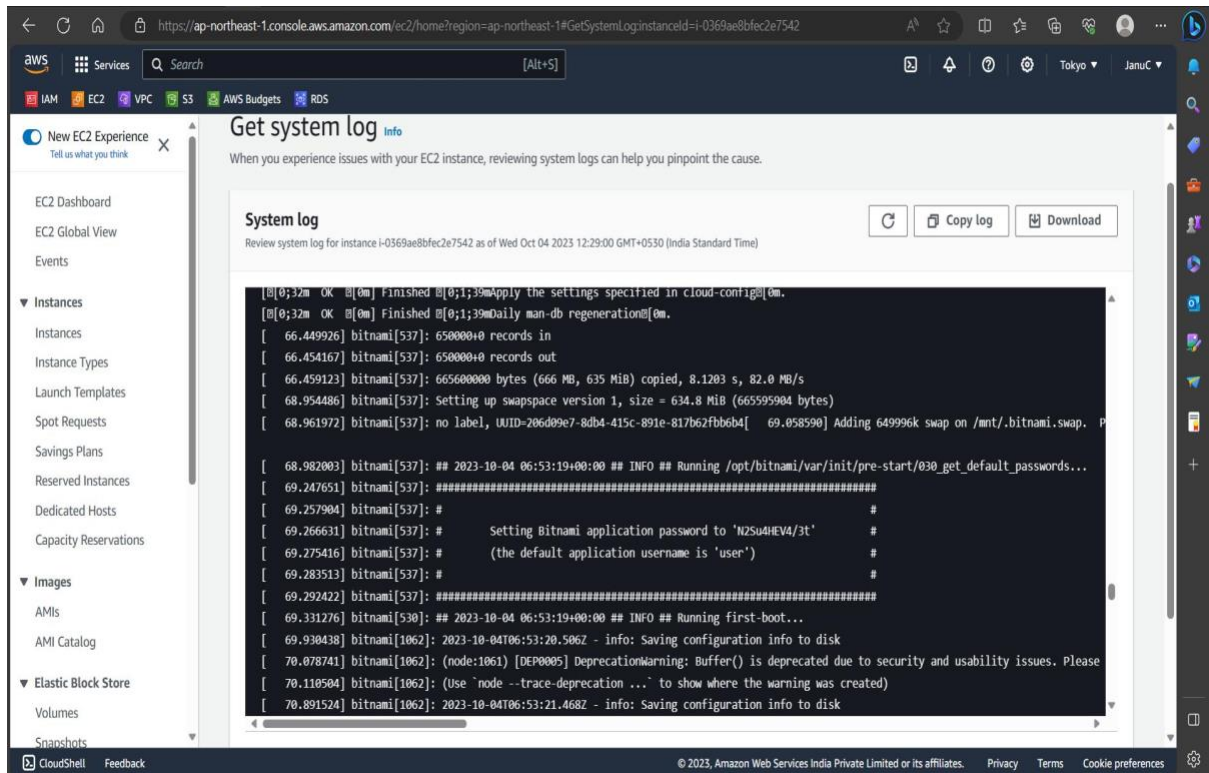 https://ap-northeast-1.console.aws.amazon.com/ec2/home?region=ap-northeast-1#GetSystemLog:instanceId=i-0369ae8bfec2e7542
aws Services Search [Alt+S] Tokyo JanuC
IAM EC2 VPC S3 AWS Budgets RDS
New EC2 Experience
Tell us what you think
EC2 Dashboard
EC2 Global View
Events
Instances
Instances
Instance Types
Launch Templates
Spot Requests
Savings Plans
Reserved Instances
Dedicated Hosts
Capacity Reservations
Images
AMIs
AMI Catalog
Elastic Block Store
Volumes
Snapshots
Get system log Info
When you experience issues with your EC2 instance, reviewing system logs can help you pinpoint the cause.
System log
Copy log
Download
Review system log for instance i-0369ae8bfec2e7542 as of Wed Oct 04 2023 12:29:00 GMT+0530 (India Standard Time)
[0;32m OK [0m] Finished [0;1;39mApply the settings specified in cloud-config[0m.
[0;32m OK [0m] Finished [0;1;39mDaily man-db regeneration[0m.
[ 66.449926] bitnami[537]: 650000+0 records in
[ 66.454167] bitnami[537]: 650000+0 records out
[ 66.459123] bitnami[537]: 665600000 bytes (666 MB, 635 MiB) copied, 8.1203 s, 82.0 MB/s
[ 68.954486] bitnami[537]: Setting up swapspace version 1, size = 634.8 MiB (665595904 bytes)
[ 68.961972] bitnami[537]: no label, UUID=206d09e7-8db4-415c-891e-817b62fbb6b4[ 69.058590] Adding 649996k swap on /mnt/.bitnami.swap. P
[ 68.982003] bitnami[537]: ## 2023-10-04 06:53:19+00:00 ## INFO ## Running /opt/bitnami/var/init/pre-start/030_get_default_passwords...
[ 69.247651] bitnami[537]: #########################################################################
[ 69.257904] bitnami[537]: # #
[ 69.266631] bitnami[537]: # Setting Bitnami application password to 'N2Su4HEV4/3t' #
[ 69.275416] bitnami[537]: # (the default application username is 'user') #
[ 69.283513] bitnami[537]: # #
[ 69.292422] bitnami[537]: #########################################################################
[ 69.331276] bitnami[530]: ## 2023-10-04 06:53:19+00:00 ## INFO ## Running first-boot...
[ 69.930438] bitnami[1062]: 2023-10-04T06:53:20.506Z - info: Saving configuration info to disk
[ 70.078741] bitnami[1062]: (node:1061) [DEP0005] DeprecationWarning: Buffer() is deprecated due to security and usability issues. Please
[ 70.110504] bitnami[1062]: (Use `node --trace-deprecation ...` to show where the warning was created)
[ 70.891524] bitnami[1062]: 2023-10-04T06:53:21.468Z - info: Saving configuration info to disk
CloudShell Feedback © 2023, Amazon Web Services India Private Limited or its affiliates. Privacy Terms Cookie preferences